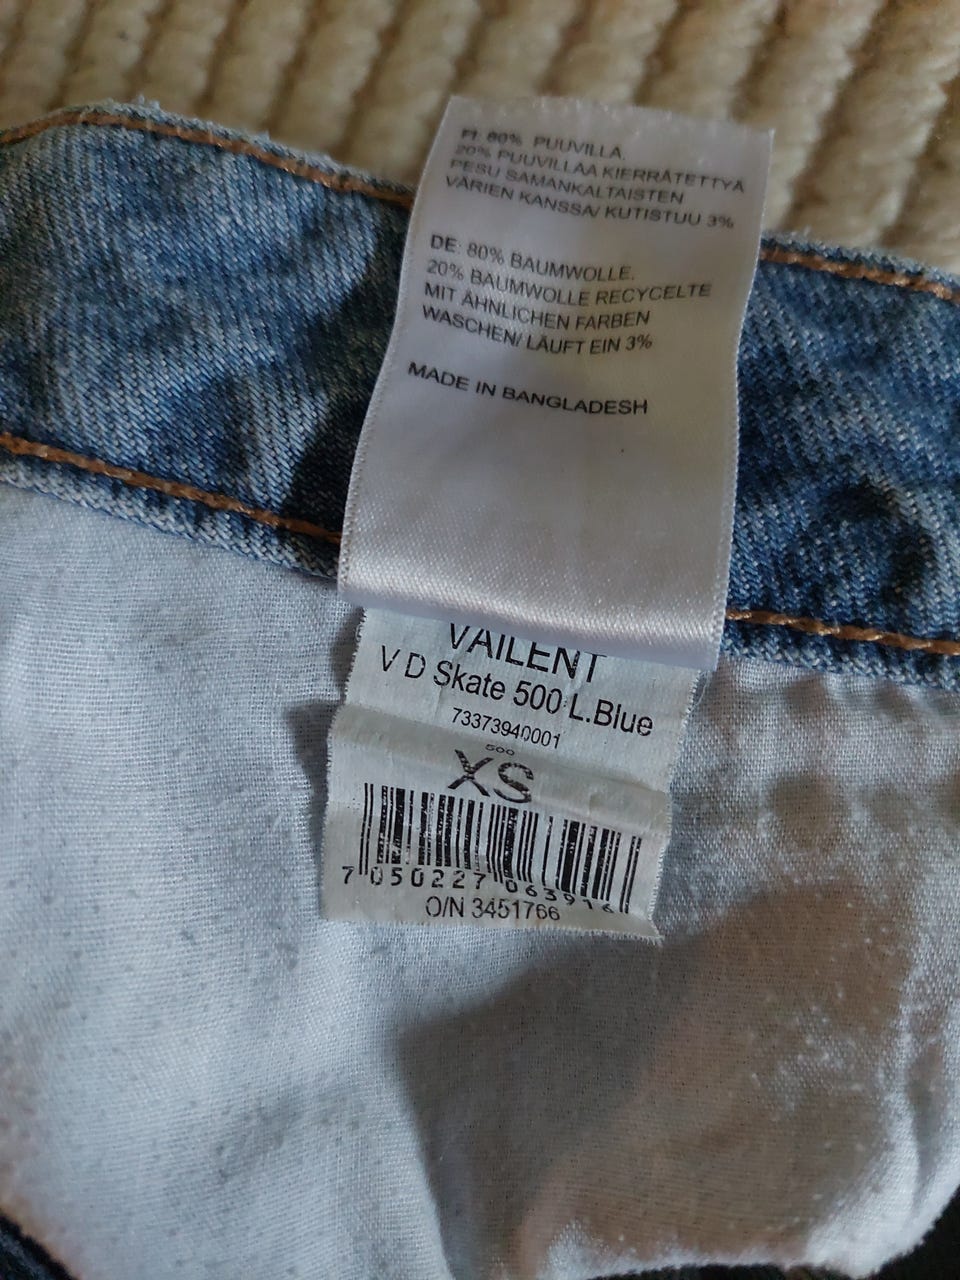 FI: 80% PUUVILLA,
20% PUUVILLAA KIERRÄTETTYÄ
PESU SAMANKALTAISTEN
VÄRIEN KANSSA/ KUTISTUU 3%
DE: 80% BAUMWOLLE,
20% BAUMWOLLE RECYCELTE
MIT ÄHNLICHEN FARBEN
WASCHEN/ LÄUFT EIN 3%
MADE IN BANGLADESH
VAILENT
V D Skate 500 L.Blue
73373940001
500
XS
7 050227 063916
O/N 3451766